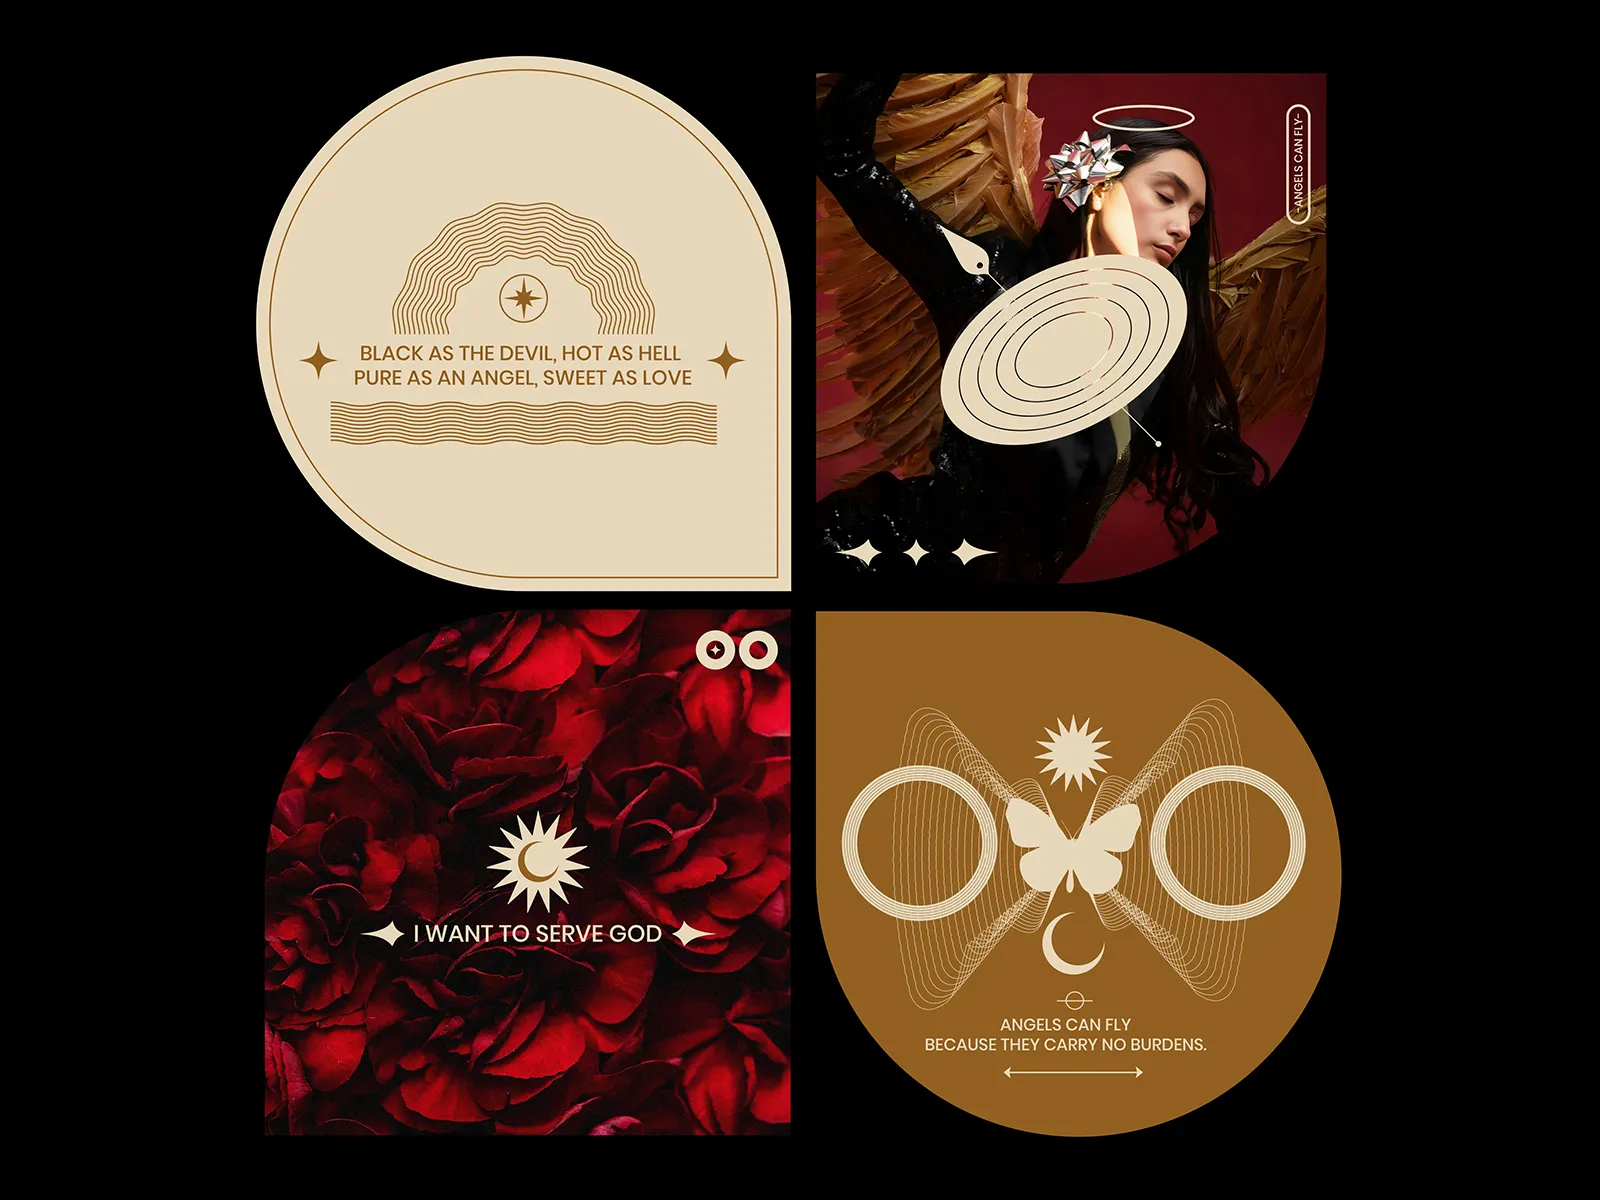 BLACK AS THE DEVIL, HOT AS HELL
PURE AS AN ANGEL, SWEET AS LOVE
~ANGELS CAN FLY~
I WANT TO SERVE GOD
ANGELS CAN FLY
BECAUSE THEY CARRY NO BURDENS.